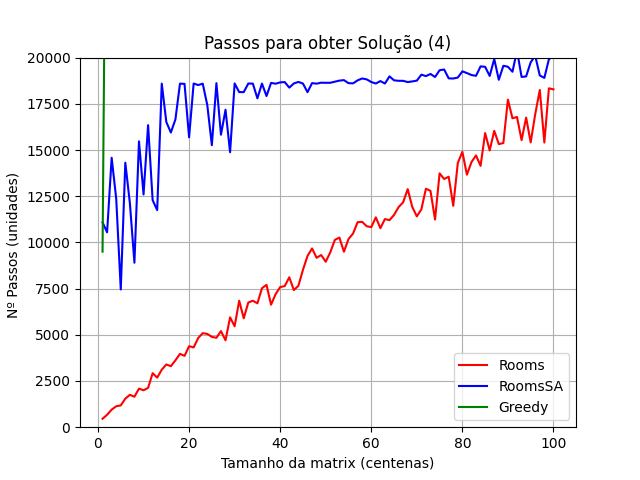 Passos para obter Solução (4)
Nº Passos (unidades)
20000
17500
15000
12500
10000
7500
5000
2500
0
0 20 40 60 80 100
Tamanho da matrix (centenas)
Rooms
RoomsSA
Greedy